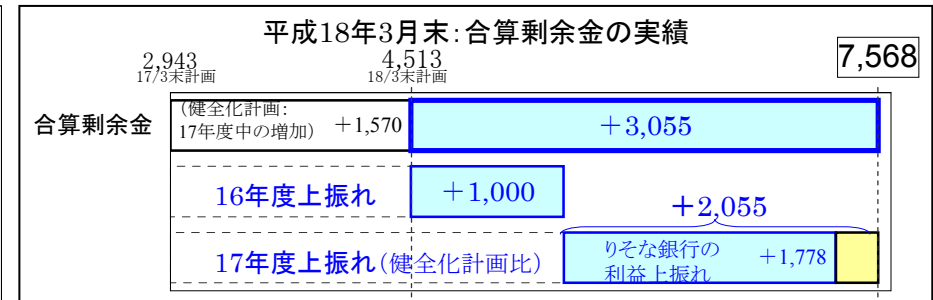 平成18年3月末:合算剰余金の実績
2,943
17/3末計画
4,513
18/3末計画
7,568
合算剰余金
(健全化計画:
17年度中の増加) +1,570
+3,055
16年度上振れ
+1,000
+2,055
17年度上振れ(健全化計画比)
りそな銀行の
利益上振れ
+1,778